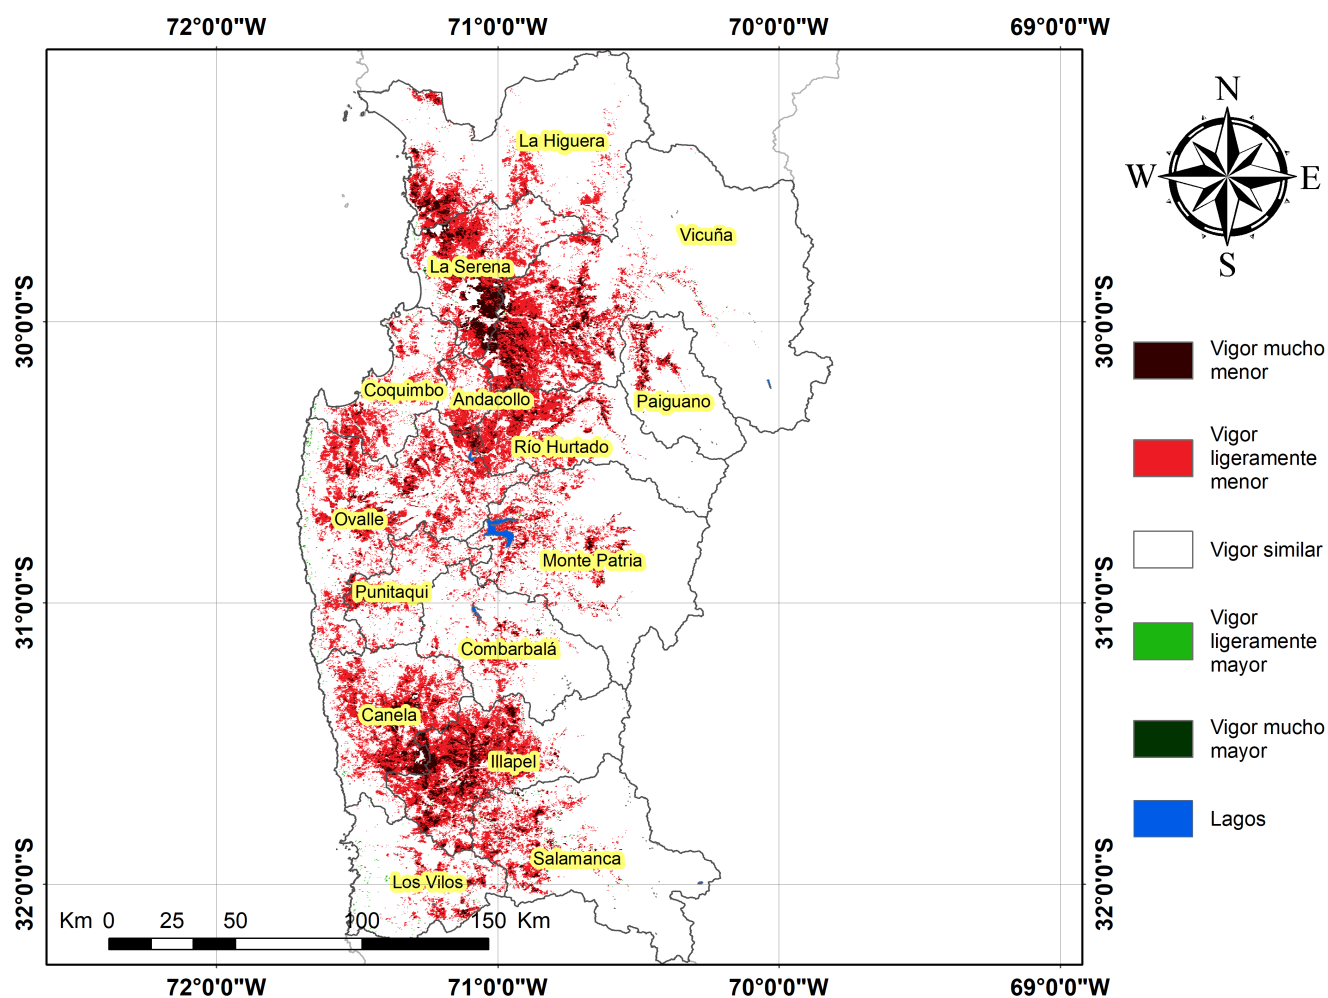 72°0'0"W
71°0'0"W
70°0'0"W
69°0'0"W
N
W
E
S
30°0'0"S
31°0'0"S
32°0'0"S
30°0'0"S
31°0'0"S
32°0'0"S
La Higuera
Vicuña
La Serena
Coquimbo
Andacollo
Paiguano
Río Hurtado
Ovalle
Monte Patria
Punitaqui
Combarbalá
Canela
Illapel
Salamanca
Los Vilos
Vigor mucho
menor
Vigor
ligeramente
menor
Vigor similar
Vigor
ligeramente
mayor
Vigor mucho
mayor
Lagos
Km 0 25 50 100 150 Km
72°0'0"W
71°0'0"W
70°0'0"W
69°0'0"W